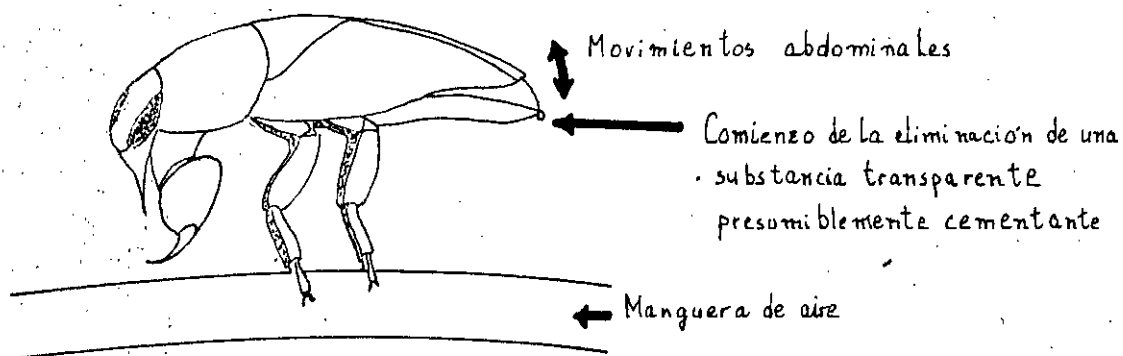 Movimientos abdominales
Comienzo de la eliminación de una
substancia transparente
presumiblemente cementante
Manguera de aire